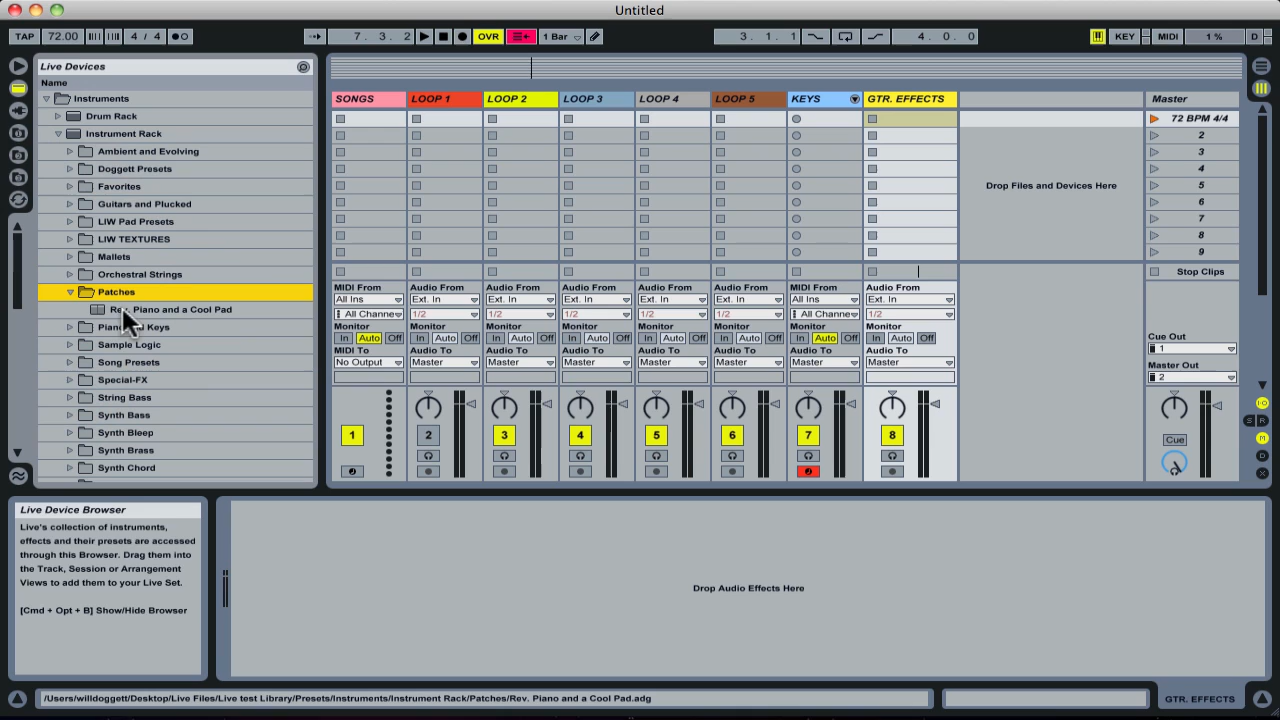 Untitled
TAP 72.00 4 / 4 7. 3. 2 OVR 1 Bar 3. 1. 1 4. 0. 0 KEY MIDI 1 % D
Live Devices
Name
Instruments
Drum Rack
Instrument Rack
Ambient and Evolving
Doggett Presets
Favorites
Guitars and Plucked
LIW Pad Presets
LIW TEXTURES
Mallets
Orchestral Strings
Patches
Rev. Piano and a Cool Pad
Keys
Sample Logic
Song Presets
Special-FX
String Bass
Synth Bass
Synth Bleep
Synth Brass
Synth Chord
SONGS LOOP 1 LOOP 2 LOOP 3 LOOP 4 LOOP 5 KEYS GTR. EFFECTS Master
72 BPM 4/4
2
3
4
5
6
7
8
9
Drop Files and Devices Here
Stop Clips
MIDI From Audio From Audio From Audio From Audio From Audio From MIDI From Audio From
All Ins Ext. In Ext. In Ext. In Ext. In Ext. In All Ins Ext. In
All Channe 1/2 1/2 1/2 1/2 1/2 All Channe 1/2
Monitor Monitor Monitor Monitor Monitor Monitor Monitor Monitor
In Auto Off In Auto Off In Auto Off In Auto Off In Auto Off In Auto Off In Auto Off In Auto Off
MIDI To Audio To Audio To Audio To Audio To Audio To Audio To Audio To
No Output Master Master Master Master Master Master Master
Cue Out
1
Master Out
2
1 2 3 4 5 6 7 8
Cue
I·O
S R
M
D
X
Live Device Browser
Live's collection of instruments,
effects and their presets are accessed
through this Browser. Drag them into
the Track, Session or Arrangement
Views to add them to your Live Set.
[Cmd + Opt + B] Show/Hide Browser
Drop Audio Effects Here
/Users/willdoggett/Desktop/Live Files/Live test Library/Presets/Instruments/Instrument Rack/Patches/Rev. Piano and a Cool Pad.adg
GTR. EFFECTS